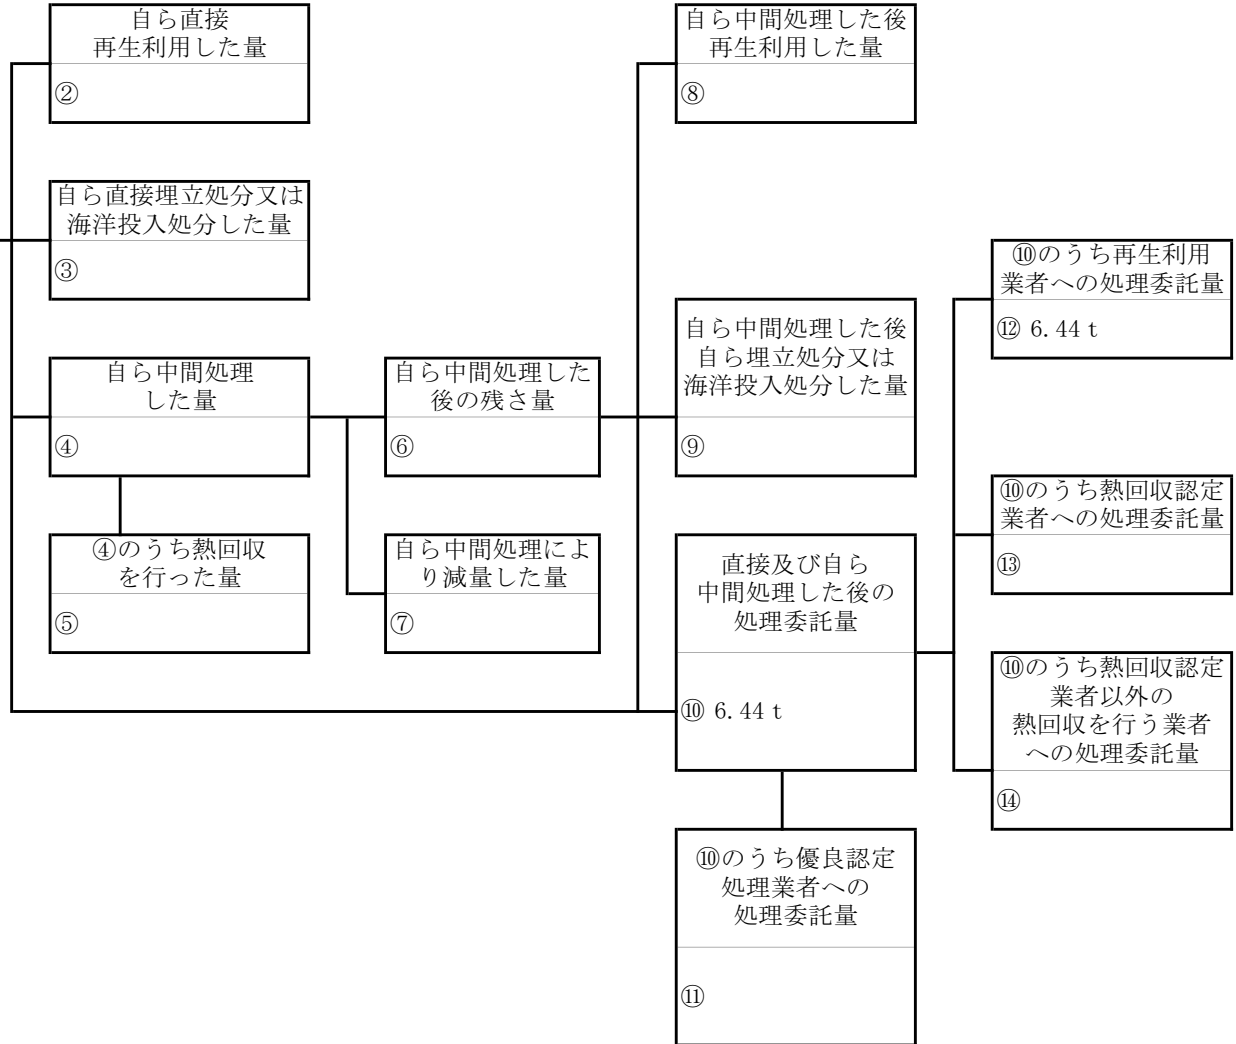 自ら直接
再生利用した量
②
自ら中間処理した後
再生利用した量
⑧
自ら直接埋立処分又は
海洋投入処分した量
③
⑩のうち再生利用
業者への処理委託量
⑫ 6.44 t
自ら中間処理した後
自ら埋立処分又は
海洋投入処分した量
⑨
自ら中間処理
した量
④
自ら中間処理した
後の残さ量
⑥
⑩のうち熱回収認定
業者への処理委託量
⑬
④のうち熱回収
を行った量
⑤
自ら中間処理によ
り減量した量
⑦
直接及び自ら
中間処理した後の
処理委託量
⑩ 6.44 t
⑩のうち熱回収認定
業者以外の
熱回収を行う業者
への処理委託量
⑭
⑩のうち優良認定
処理業者への
処理委託量
⑪